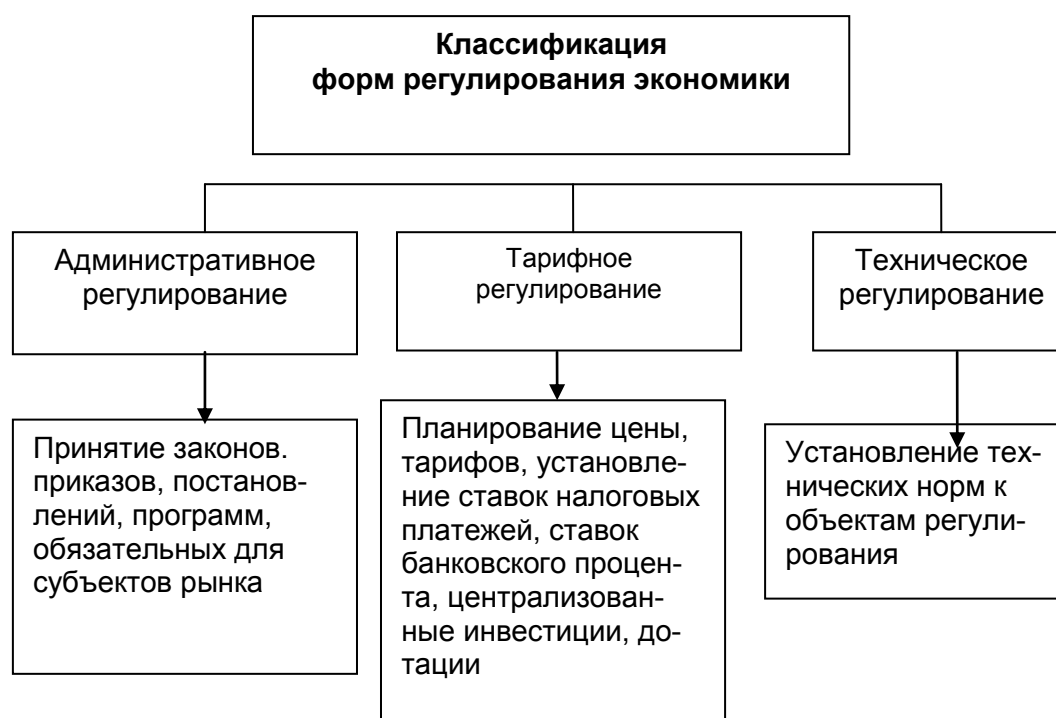 Классификация
форм регулирования экономики
Административное
регулирование
Тарифное
регулирование
Техническое
регулирование
Принятие законов.
приказов, постанов-
лений, программ,
обязательных для
субъектов рынка
Планирование цены,
тарифов, установле-
ние ставок налоговых
платежей, ставок
банковского процен-
та, централизован-
ные инвестиции, до-
тации
Установление тех-
нических норм к
объектам регули-
рования